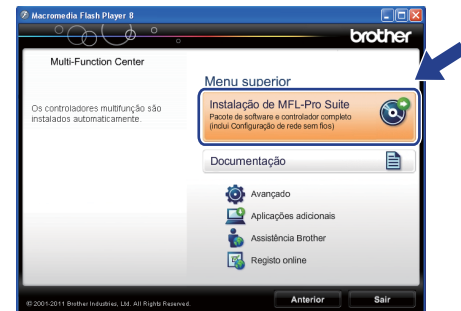 Macromedia Flash Player 8
brother
Multi-Function Center
Menu superior
Os controladores multifunção são
instalados automaticamente.
Instalação de MFL-Pro Suite
Pacote de software e controlador completo
(inclui Configuração de rede sem fios)
Documentação
Avançado
Aplicações adicionais
Assistência Brother
Registo online
© 2001-2011 Brother Industries, Ltd. All Rights Reserved.
Anterior
Sair